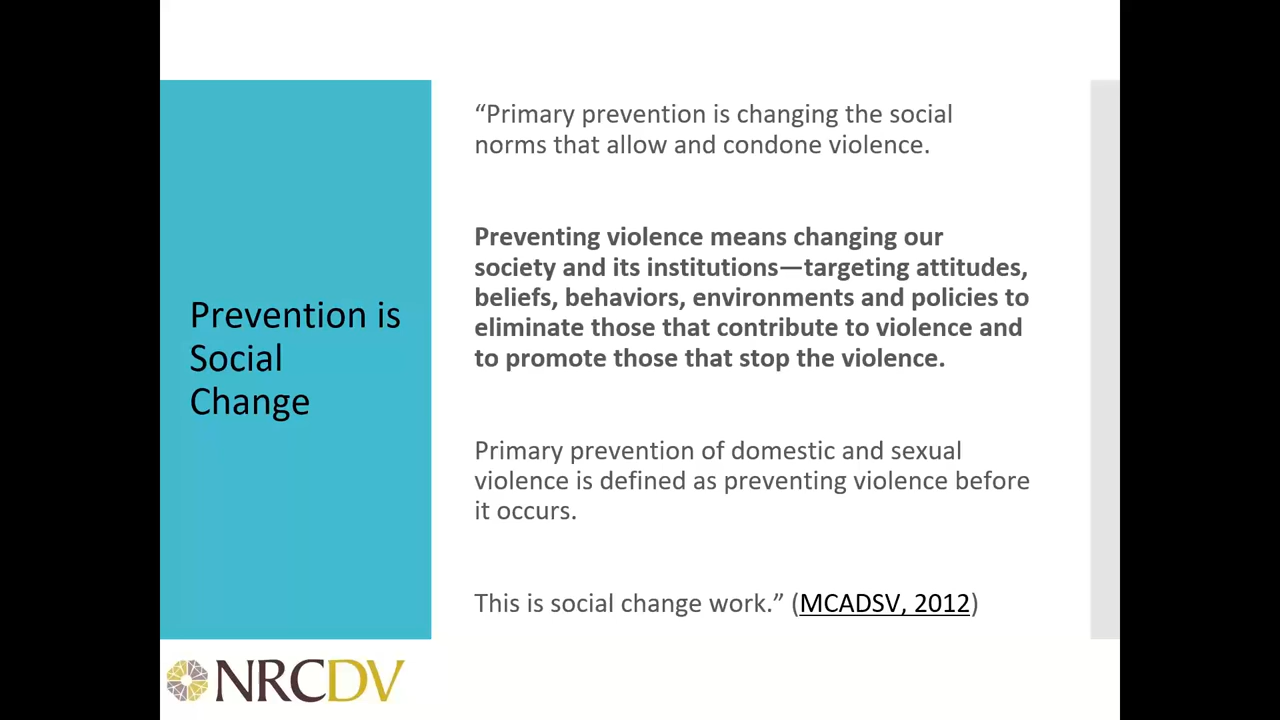 Prevention is
Social
Change
“Primary prevention is changing the social
norms that allow and condone violence.
Preventing violence means changing our
society and its institutions—targeting attitudes,
beliefs, behaviors, environments and policies to
eliminate those that contribute to violence and
to promote those that stop the violence.
Primary prevention of domestic and sexual
violence is defined as preventing violence before
it occurs.
This is social change work.” (MCADSV, 2012)
NRCDV